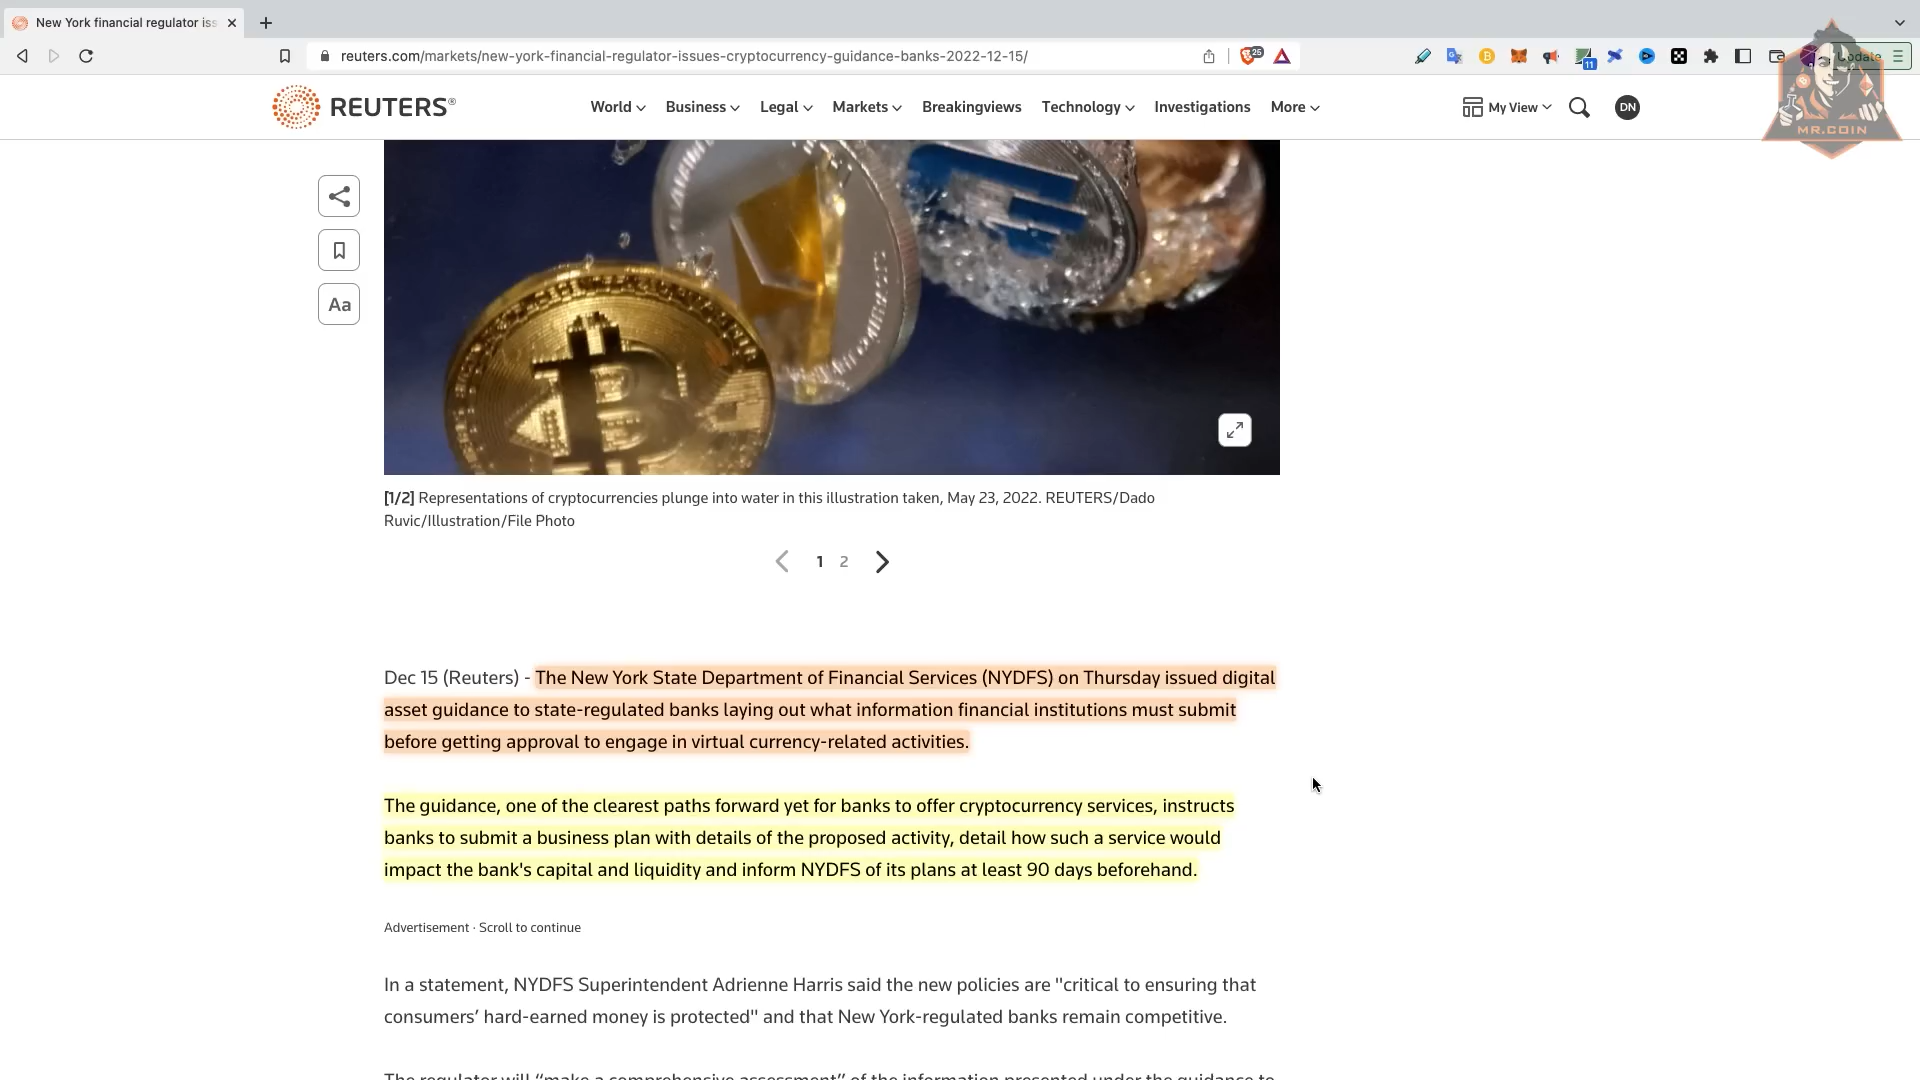 New York financial regulator iss
reuters.com/markets/new-york-financial-regulator-issues-cryptocurrency-guidance-banks-2022-12-15/
25
11
Update
MR.COIN
REUTERS®
World
Business
Legal
Markets
Breakingviews
Technology
Investigations
More
My View
DN
Aa
B
[1/2] Representations of cryptocurrencies plunge into water in this illustration taken, May 23, 2022. REUTERS/Dado
Ruvic/Illustration/File Photo
1 2
Dec 15 (Reuters) - The New York State Department of Financial Services (NYDFS) on Thursday issued digital
asset guidance to state-regulated banks laying out what information financial institutions must submit
before getting approval to engage in virtual currency-related activities.
The guidance, one of the clearest paths forward yet for banks to offer cryptocurrency services, instructs
banks to submit a business plan with details of the proposed activity, detail how such a service would
impact the bank's capital and liquidity and inform NYDFS of its plans at least 90 days beforehand.
Advertisement · Scroll to continue
In a statement, NYDFS Superintendent Adrienne Harris said the new policies are "critical to ensuring that
consumers’ hard-earned money is protected" and that New York-regulated banks remain competitive.
The regulator will “make a comprehensive assessment” of the information presented under the guidance to